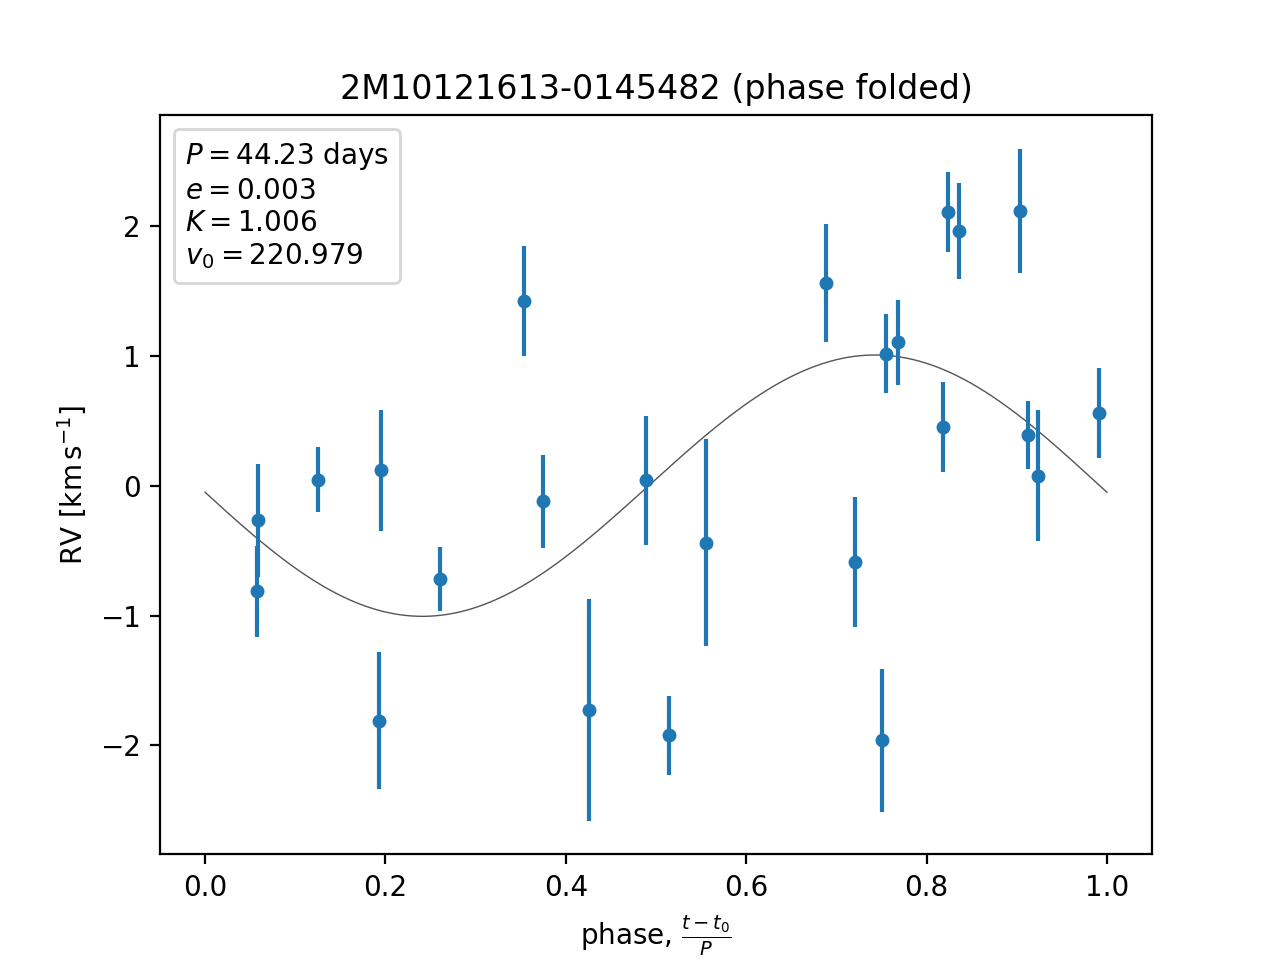 2M10121613-0145482 (phase folded)
P = 44.23 days
e = 0.003
K = 1.006
v₀ = 220.979
2
1
0
−1
−2
RV [km s⁻¹]
0.0 0.2 0.4 0.6 0.8 1.0
phase, (t − t₀)/P